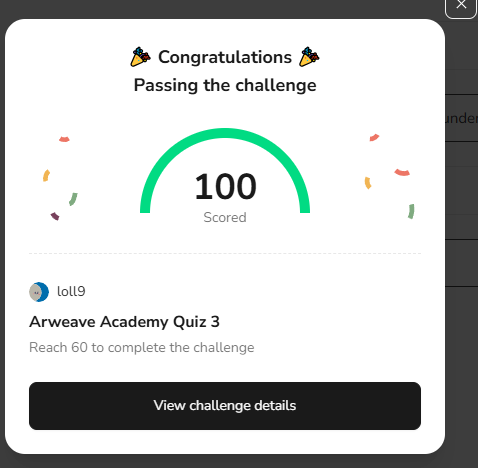 Congratulations
Passing the challenge
100
Scored
loll9
Arweave Academy Quiz 3
Reach 60 to complete the challenge
View challenge details